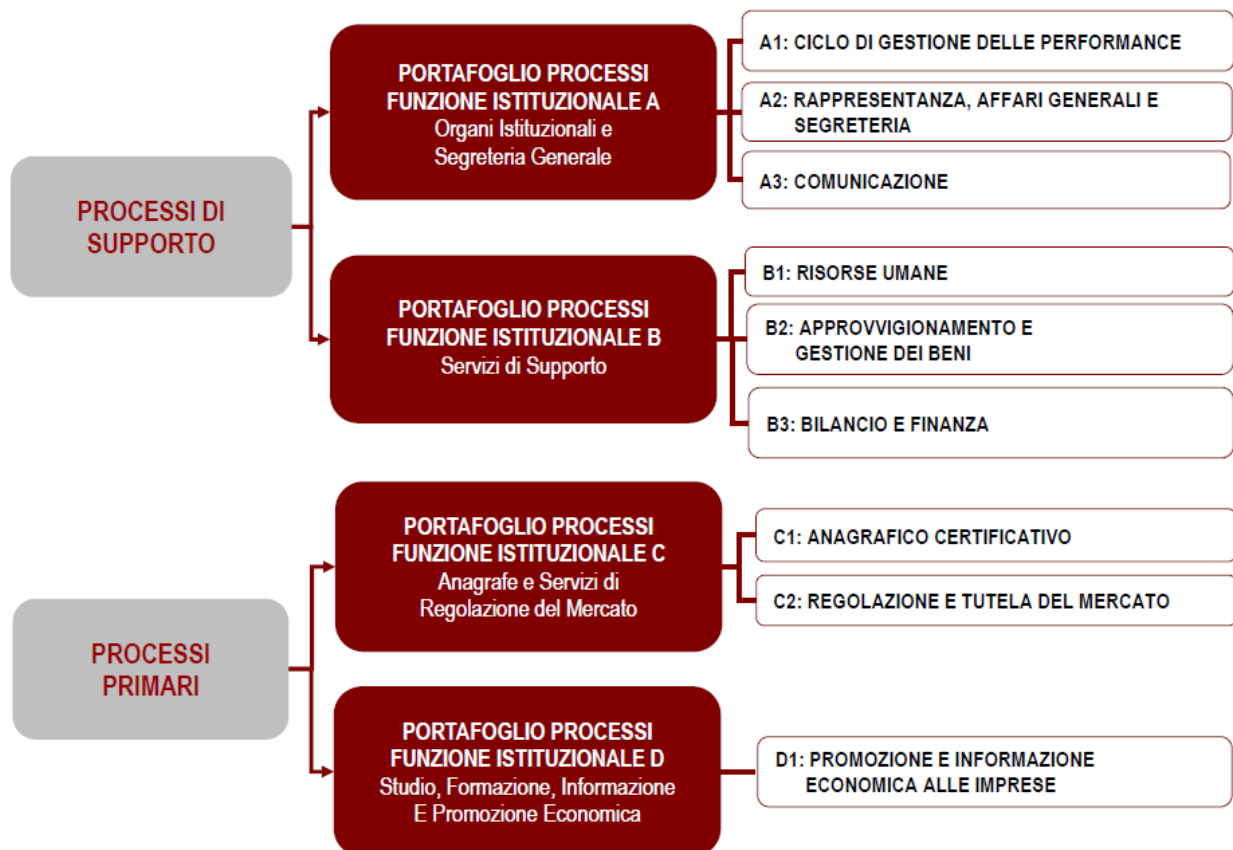 PROCESSI DI
SUPPORTO
PORTAFOGLIO PROCESSI
FUNZIONE ISTITUZIONALE A
Organi Istituzionali e
Segreteria Generale
A1: CICLO DI GESTIONE DELLE PERFORMANCE
A2: RAPPRESENTANZA, AFFARI GENERALI E
SEGRETERIA
A3: COMUNICAZIONE
PORTAFOGLIO PROCESSI
FUNZIONE ISTITUZIONALE B
Servizi di Supporto
B1: RISORSE UMANE
B2: APPROVVIGIONAMENTO E
GESTIONE DEI BENI
B3: BILANCIO E FINANZA
PROCESSI
PRIMARI
PORTAFOGLIO PROCESSI
FUNZIONE ISTITUZIONALE C
Anagrafe e Servizi di
Regolazione del Mercato
C1: ANAGRAFICO CERTIFICATIVO
C2: REGOLAZIONE E TUTELA DEL MERCATO
PORTAFOGLIO PROCESSI
FUNZIONE ISTITUZIONALE D
Studio, Formazione, Informazione
E Promozione Economica
D1: PROMOZIONE E INFORMAZIONE
ECONOMICA ALLE IMPRESE